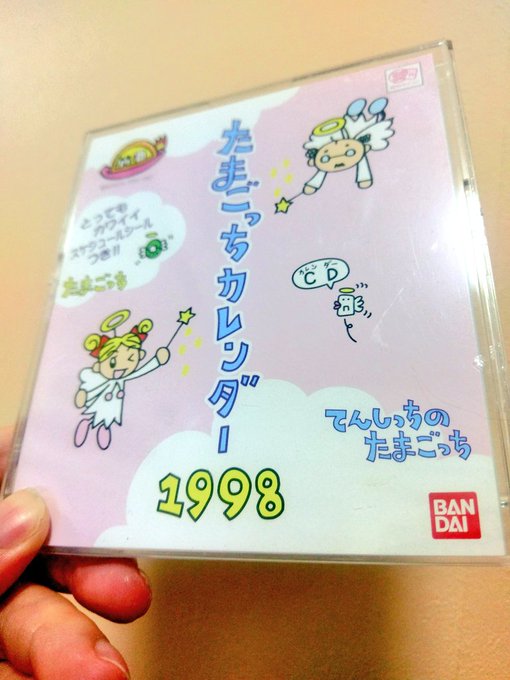 たまごっちカレンダー
1998
とっても
カワイイ
スケジュールシール
つき!!
たまごっち
カレンダー
CD
てんしっちの
たまごっち
BAN
DAI